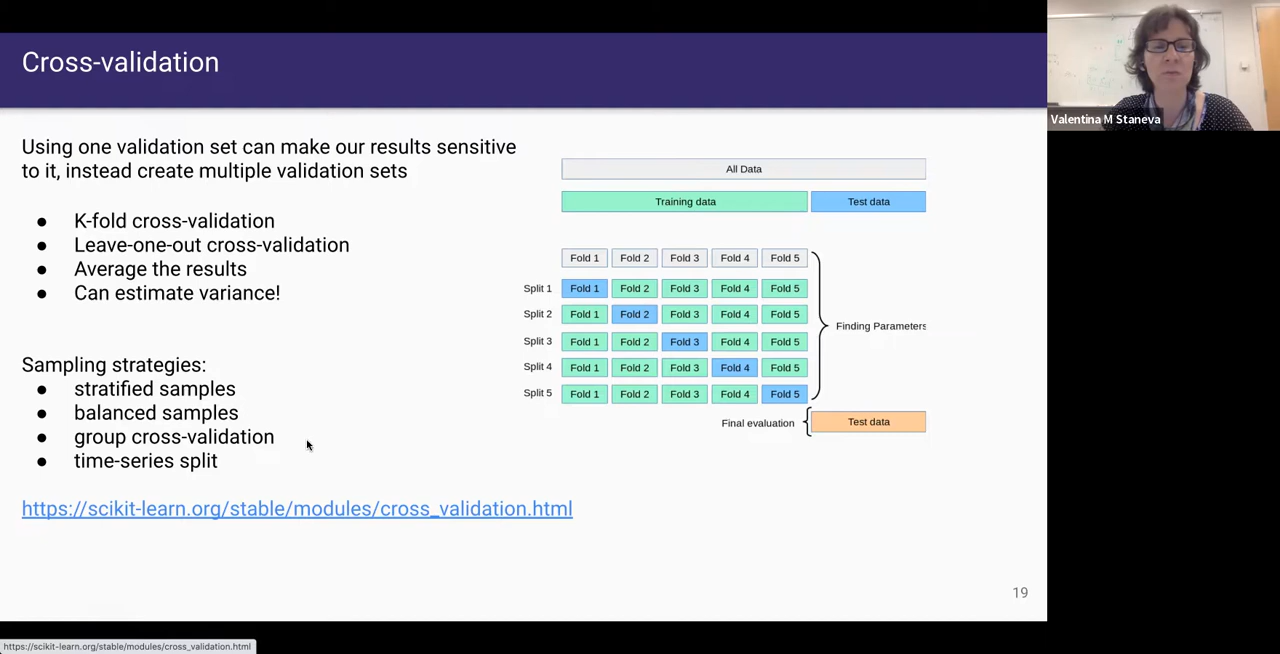 Cross-validation
Valentina M Staneva
Using one validation set can make our results sensitive
to it, instead create multiple validation sets
● K-fold cross-validation
● Leave-one-out cross-validation
● Average the results
● Can estimate variance!
Sampling strategies:
● stratified samples
● balanced samples
● group cross-validation
● time-series split
https://scikit-learn.org/stable/modules/cross_validation.html
All Data
Training data Test data
Fold 1 Fold 2 Fold 3 Fold 4 Fold 5
Split 1 Fold 1 Fold 2 Fold 3 Fold 4 Fold 5
Split 2 Fold 1 Fold 2 Fold 3 Fold 4 Fold 5
Split 3 Fold 1 Fold 2 Fold 3 Fold 4 Fold 5
Split 4 Fold 1 Fold 2 Fold 3 Fold 4 Fold 5
Split 5 Fold 1 Fold 2 Fold 3 Fold 4 Fold 5
Finding Parameters
Final evaluation Test data
19
https://scikit-learn.org/stable/modules/cross_validation.html